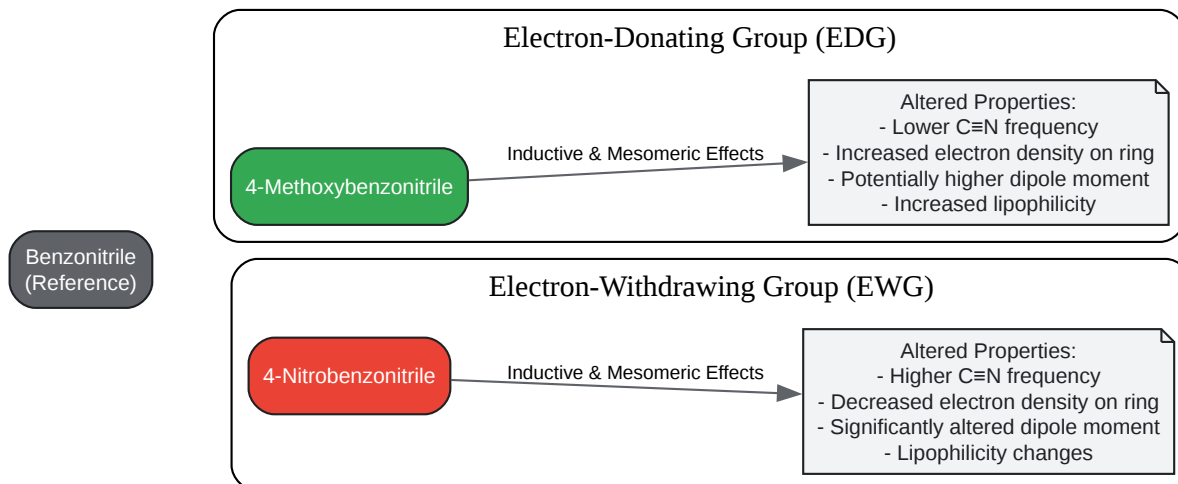 Electron-Donating Group (EDG)
4-Methoxybenzonitrile
Inductive & Mesomeric Effects
Altered Properties:
- Lower C≡N frequency
- Increased electron density on ring
- Potentially higher dipole moment
- Increased lipophilicity
Benzonitrile
(Reference)
Electron-Withdrawing Group (EWG)
4-Nitrobenzonitrile
Inductive & Mesomeric Effects
Altered Properties:
- Higher C≡N frequency
- Decreased electron density on ring
- Significantly altered dipole moment
- Lipophilicity changes